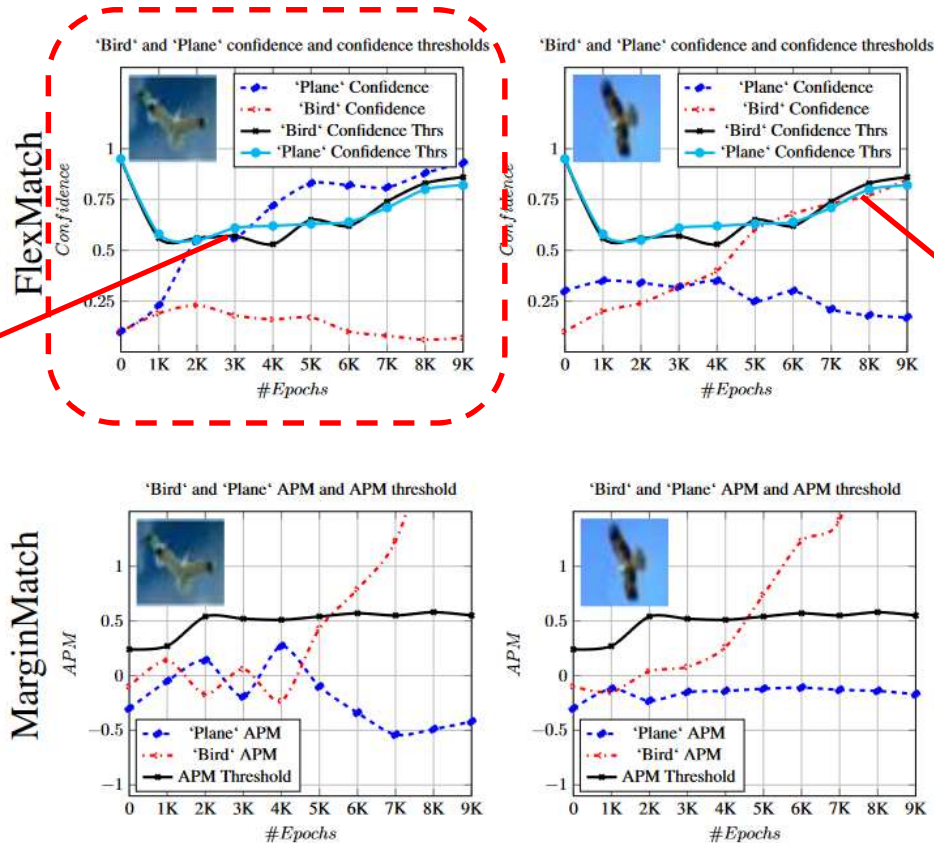 FlexMatch
'Bird' and 'Plane' confidence and confidence thresholds
'Plane' Confidence
'Bird' Confidence
'Bird' Confidence Thrs
'Plane' Confidence Thrs
Confidence
1
0.75
0.5
0.25
0 1K 2K 3K 4K 5K 6K 7K 8K 9K
#Epochs
'Bird' and 'Plane' confidence and confidence thresholds
'Plane' Confidence
'Bird' Confidence
'Bird' Confidence Thrs
'Plane' Confidence Thrs
Confidence
1
0.75
0.5
0.25
0 1K 2K 3K 4K 5K 6K 7K 8K 9K
#Epochs
MarginMatch
'Bird' and 'Plane' APM and APM threshold
APM
1
0.5
0
−0.5
−1
'Plane' APM
'Bird' APM
APM Threshold
0 1K 2K 3K 4K 5K 6K 7K 8K 9K
#Epochs
'Bird' and 'Plane' APM and APM threshold
APM
1
0.5
0
−0.5
−1
'Plane' APM
'Bird' APM
APM Threshold
0 1K 2K 3K 4K 5K 6K 7K 8K 9K
#Epochs